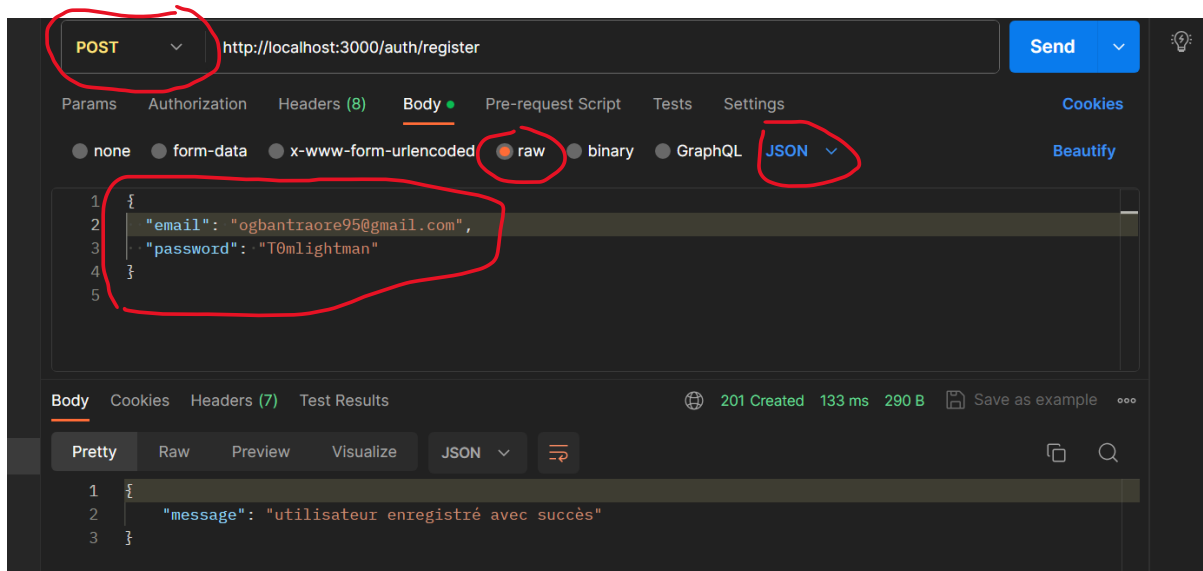 POST http://localhost:3000/auth/register Send
Params Authorization Headers (8) Body Pre-request Script Tests Settings Cookies
none form-data x-www-form-urlencoded raw binary GraphQL JSON Beautify
1 {
2 "email": "ogbantraore95@gmail.com",
3 "password": "T0mlightman"
4 }
5
Body Cookies Headers (7) Test Results 201 Created 133 ms 290 B Save as example
Pretty Raw Preview Visualize JSON
1 {
2 "message": "utilisateur enregistré avec succès"
3 }